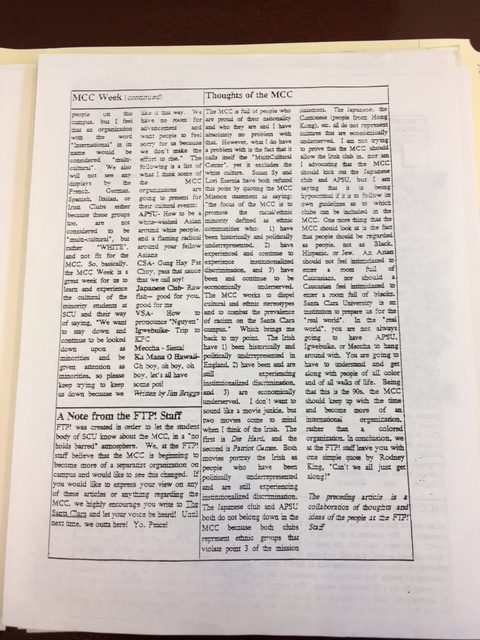 MCC Week (continued)
people on this
campus, but I feel
that an organization
with the word
"International" in its
name would be
considered "multi-
cultural". We also
will not see any
displays by the
French, German,
Spanish, Italian, or
Irish Clubs either
because these groups
too, are not
considered to be
"multi-cultural", but
rather "WHITE",
and not fit for the
MCC. So, basically,
the MCC Week is a
great week for us to
learn and experience
the cultural of the
minority students at
SCU and their way
of saying, "We want
to stay down and
continue to be looked
down upon as
minorities and be
given attention as
minorities, so please
keep trying to keep
us down because we
like it this way. We
have no room for
advancement and
want people to feel
sorry for us because
we don't make the
effort to rise." The
following is a list of
what I think some of
the MCC
organizations are
going to present for
their cultural events:
APSU- How to be a
white-washed Asian
around white people,
and a flaming radical
around your fellow
Asians
CSA- Gung Hay Fat
Choy, pass that sauce
that we call soy!
Japanese Club- Raw
fish-- good for you,
good for me
VSA- How to
pronounce "Nguyen"
Igwebuike- Trip to
KFC
Meccha - Siesta!
Ka Mana O Hawaii-
Oh boy, oh boy, oh
boy, let's all have
some poi!
Written by Jim Briggs
A Note from the FTP! Staff
FTP! was created in order to let the student
body of SCU know about the MCC, in a "no
holds barred" atmosphere. We, at the FTP!
staff believe that the MCC is beginning to
become more of a separatist organization on
campus and would like to see this changed. If
you would like to express your view on any
of these articles or anything regarding the
MCC, we highly encourage you to write to The
Santa Clara and let your voice be heard! Until
next time, we outta here! Yo, Peace!
Thoughts of the MCC
The MCC is full of people who
are proud of their nationality
and who they are and I have
absolutely no problem with
that. However, what I do have
a problem with is the fact that it
calls itself the "MultiCultural
Center", yet it excludes the
white culture. Susan Sy and
Lori Enerma have both refuted
this point by quoting the MCC
Mission statement as saying:
"the focus of the MCC is to
promote the racial/ethnic
minority defined as ethnic
communities who: 1) have
been historically and politically
underrepresented, 2) have
experienced and continue to
experience institutionalized
discrimination, and 3) have
been and continue to be
economically underserved.
The MCC works to dispel
cultural and ethnic stereotypes
and to combat the prevalence
of racism on the Santa Clara
campus." Which brings me
back to my point. The Irish
have 1) been historically and
politically underrepresented in
England, 2) have been and are
still experiencing
institutionalized discrimination,
and 3) are economically
underserved. I don't want to
sound like a movie junkie, but
two movies come to mind
when I think of the Irish. The
first is Die Hard, and the
second is Patriot Games. Both
movies portray the Irish as
people who have been
politically underrepresented
and are still experiencing
institutionalized discrimination.
The Japanese club and APSU
both do not belong down in the
MCC because both clubs
represent ethnic groups that
violate point 3 of the mission
statement. The Japanese, the
Cantonese (people from Hong
Kong), etc. all do not represent
cultures that are economically
underserved. I am not trying
to prove that the MCC should
allow the Irish club in, nor am
I advocating that the MCC
should kick out the Japanese
club and APSU, but I am
saying that it is being
hypocritical if it is to follow its
own guidelines as to which
clubs can be included in the
MCC. One more thing that the
MCC should look at is the fact
that people should be regarded
as people, not as Black,
Hispanic, or Jew. An Asian
should not feel intimidated to
enter a room full of
Caucasians, nor should a
Caucasian feel intimidated to
enter a room full of blacks.
Santa Clara University is an
institution to prepare us for the
"real world". In the "real
world", you are not always
going to have APSU,
Igwebuike, or Meccha to hang
around with. You are going to
have to understand and get
along with people of all color
and of all walks of life. Being
that this is the 90s, the MCC
should keep up with the time
and become more of an
international organization,
rather than a colored
organization. In conclusion, we
at the FTP! staff leave you with
one simple quote by Rodney
King, "Can't we all just get
along?"
The preceding article is a
collaboration of thoughts and
ideas of the people at the FTP!
Staff